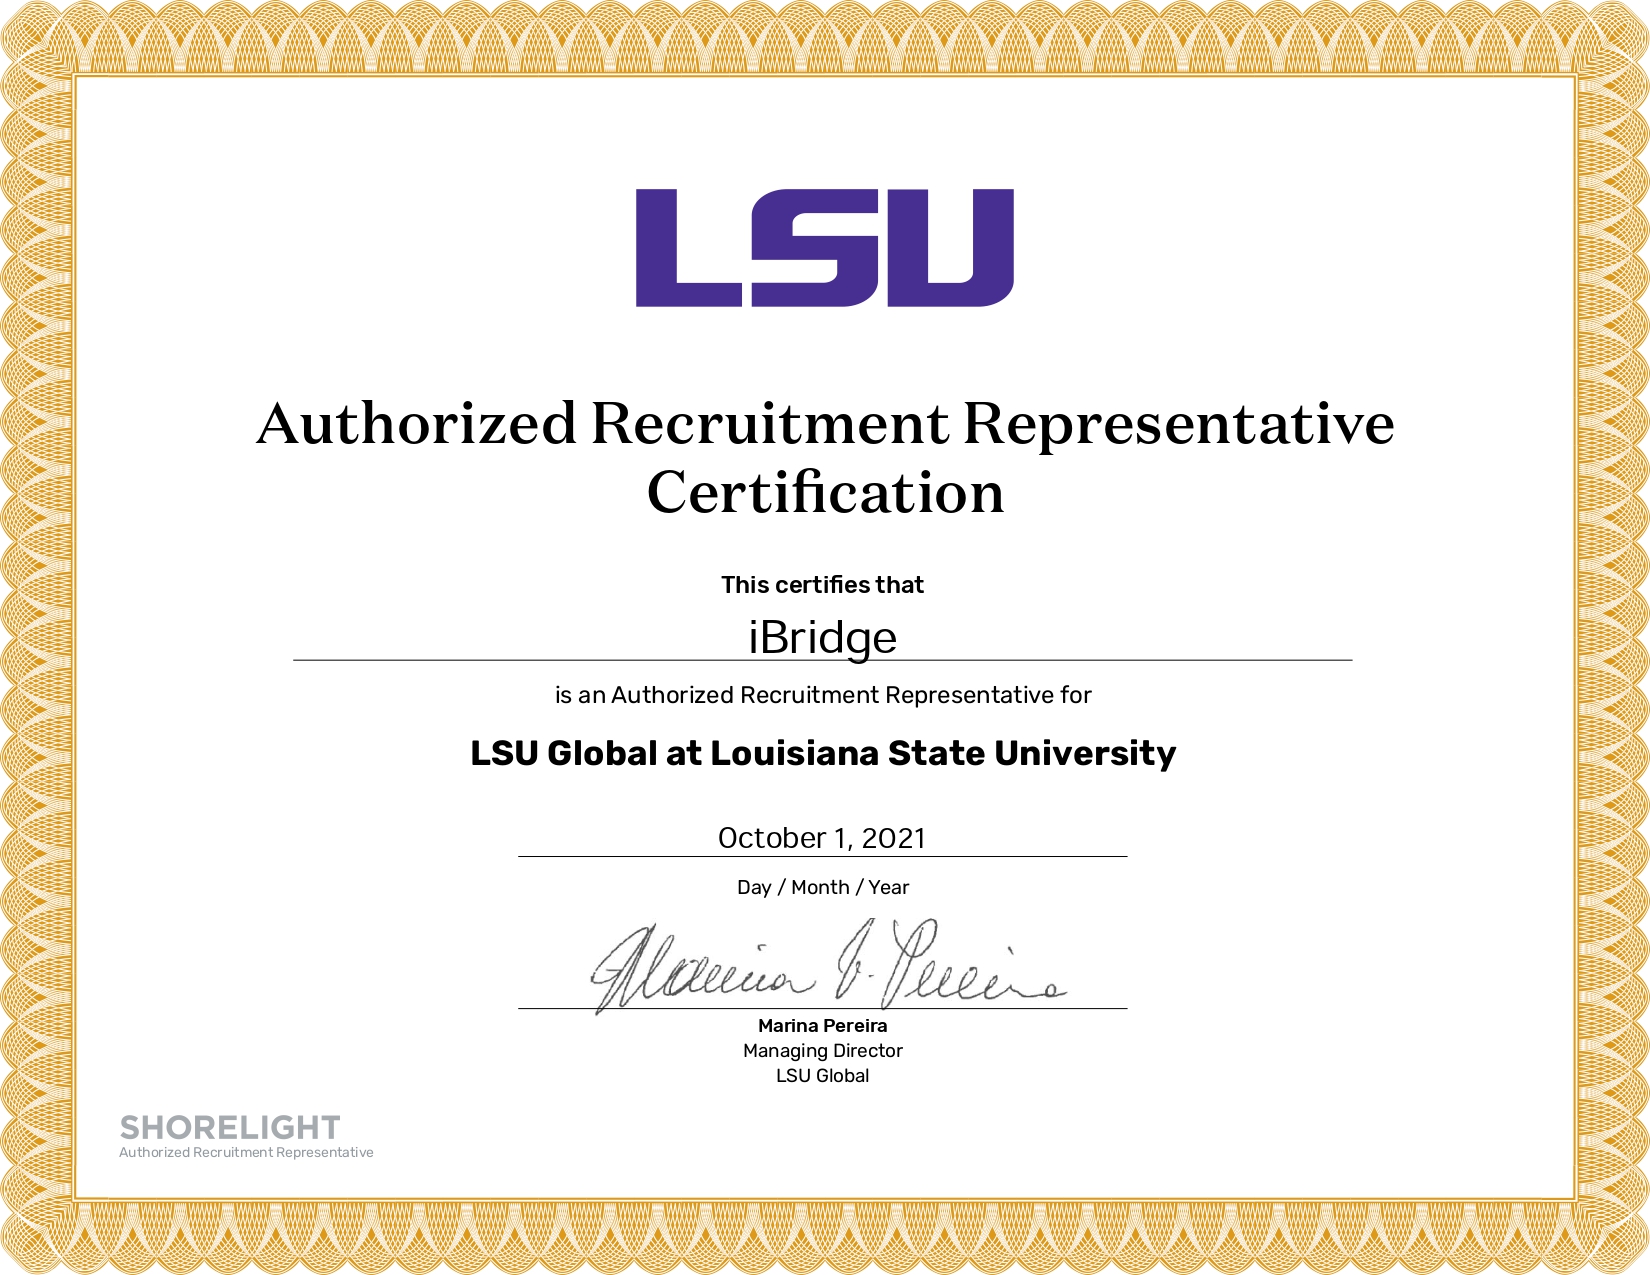 LSU
Authorized Recruitment Representative
Certification
This certifies that
iBridge
is an Authorized Recruitment Representative for
LSU Global at Louisiana State University
October 1, 2021
Day / Month / Year
Marina V. Pereira
Marina Pereira
Managing Director
LSU Global
SHORELIGHT
Authorized Recruitment Representative